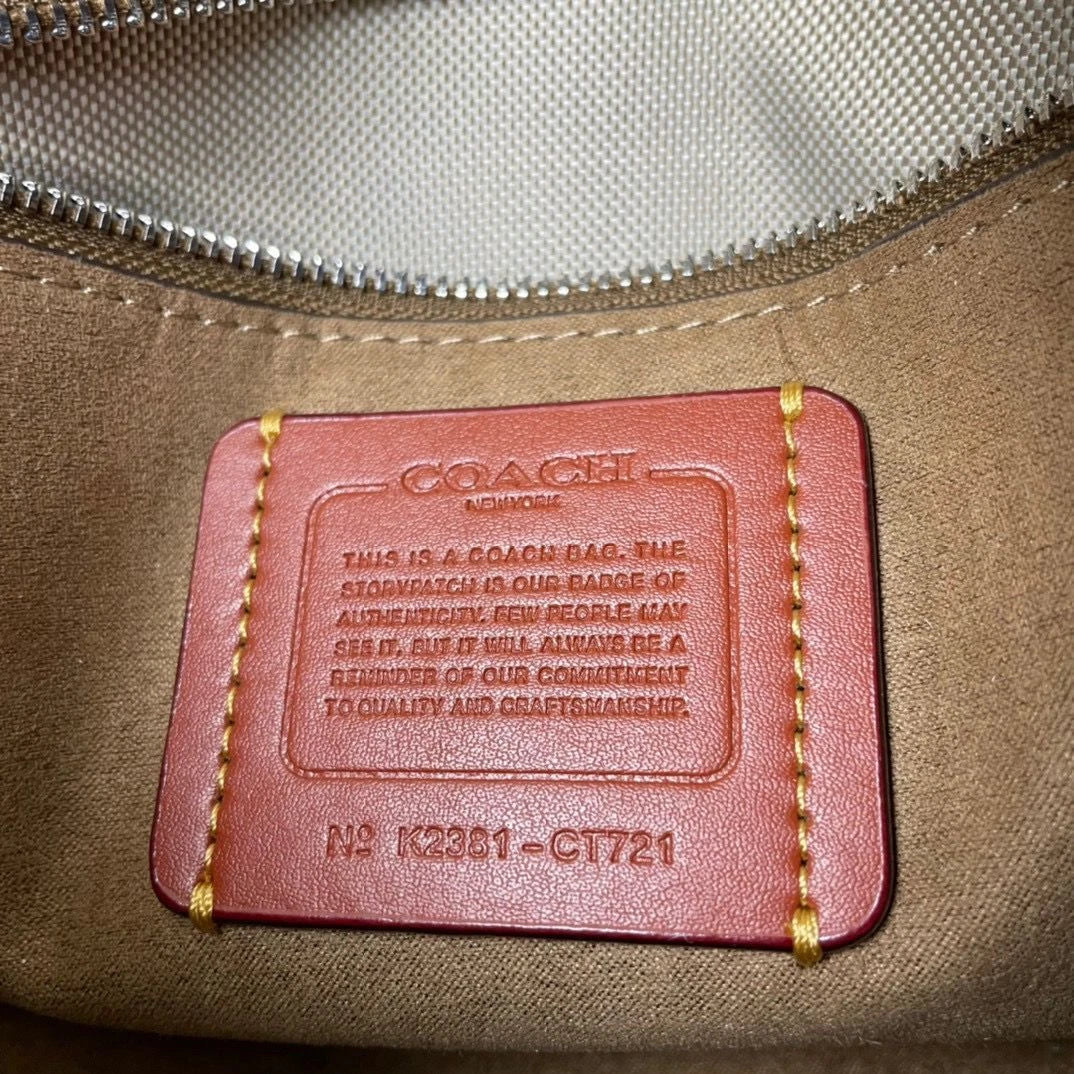 COACH
NEW YORK
THIS IS A COACH BAG. THE
STORYPATCH IS OUR BADGE OF
AUTHENTICITY. FEW PEOPLE MAY
SEE IT. BUT IT WILL ALWAYS BE A
REMINDER OF OUR COMMITMENT
TO QUALITY AND CRAFTSMANSHIP.
Nº K2381-CT721